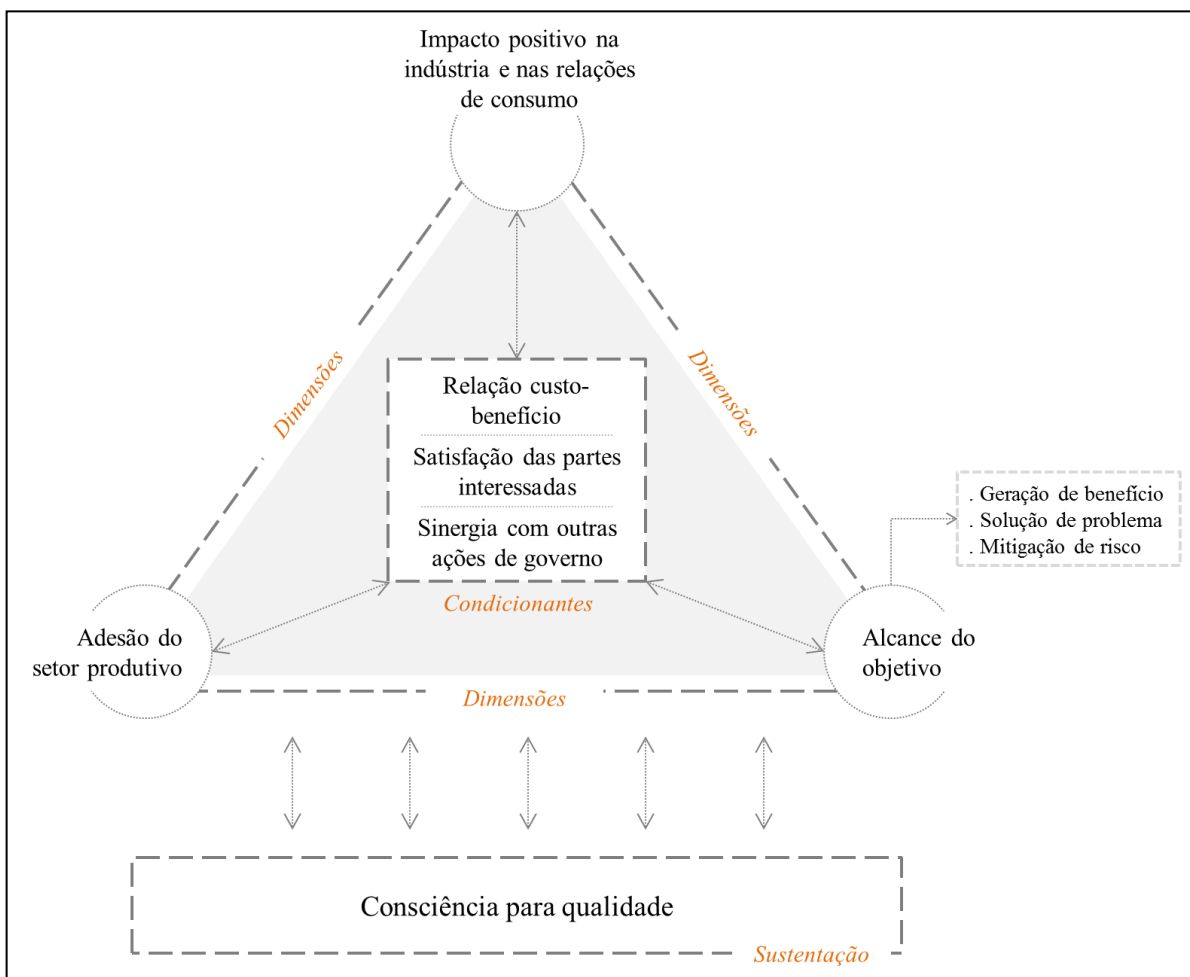 Impacto positivo na
indústria e nas relações
de consumo
Dimensões
Dimensões
Relação custo-
benefício
Satisfação das partes
interessadas
Sinergia com outras
ações de governo
Condicionantes
. Geração de benefício
. Solução de problema
. Mitigação de risco
Adesão do
setor produtivo
Alcance do
objetivo
Dimensões
Consciência para qualidade
Sustentação